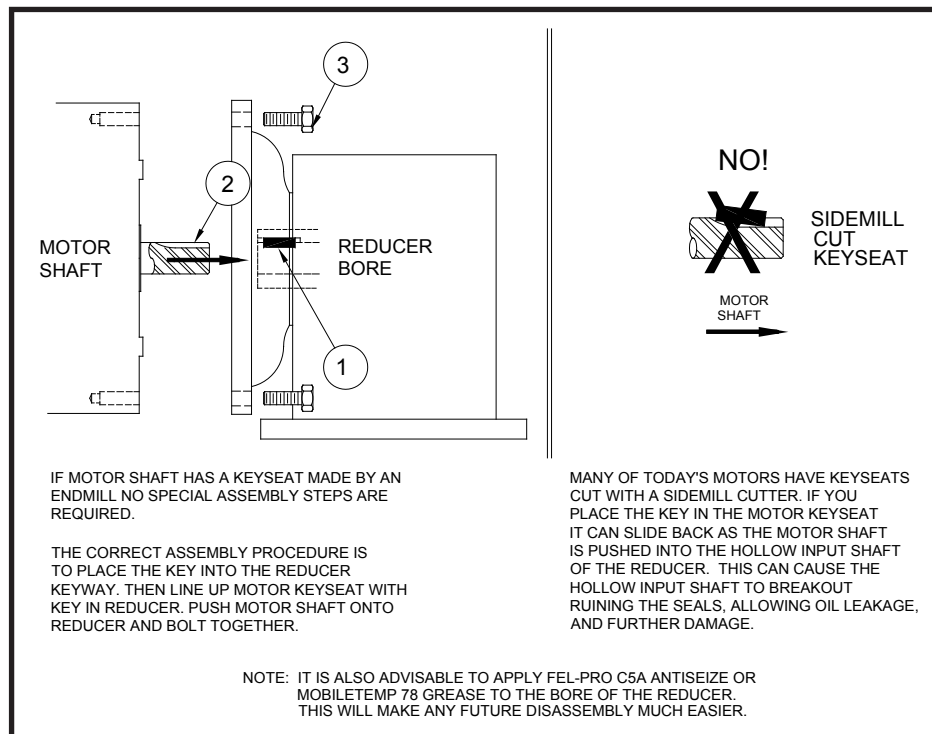 3
2
MOTOR
SHAFT
REDUCER
BORE
1
NO!
SIDEMILL
CUT
KEYSEAT
MOTOR
SHAFT
IF MOTOR SHAFT HAS A KEYSEAT MADE BY AN
ENDMILL NO SPECIAL ASSEMBLY STEPS ARE
REQUIRED.
THE CORRECT ASSEMBLY PROCEDURE IS
TO PLACE THE KEY INTO THE REDUCER
KEYWAY. THEN LINE UP MOTOR KEYSEAT WITH
KEY IN REDUCER. PUSH MOTOR SHAFT ONTO
REDUCER AND BOLT TOGETHER.
MANY OF TODAY'S MOTORS HAVE KEYSEATS
CUT WITH A SIDEMILL CUTTER. IF YOU
PLACE THE KEY IN THE MOTOR KEYSEAT
IT CAN SLIDE BACK AS THE MOTOR SHAFT
IS PUSHED INTO THE HOLLOW INPUT SHAFT
OF THE REDUCER. THIS CAN CAUSE THE
HOLLOW INPUT SHAFT TO BREAKOUT
RUINING THE SEALS, ALLOWING OIL LEAKAGE,
AND FURTHER DAMAGE.
NOTE: IT IS ALSO ADVISABLE TO APPLY FEL-PRO C5A ANTISEIZE OR
MOBILETEMP 78 GREASE TO THE BORE OF THE REDUCER.
THIS WILL MAKE ANY FUTURE DISASSEMBLY MUCH EASIER.